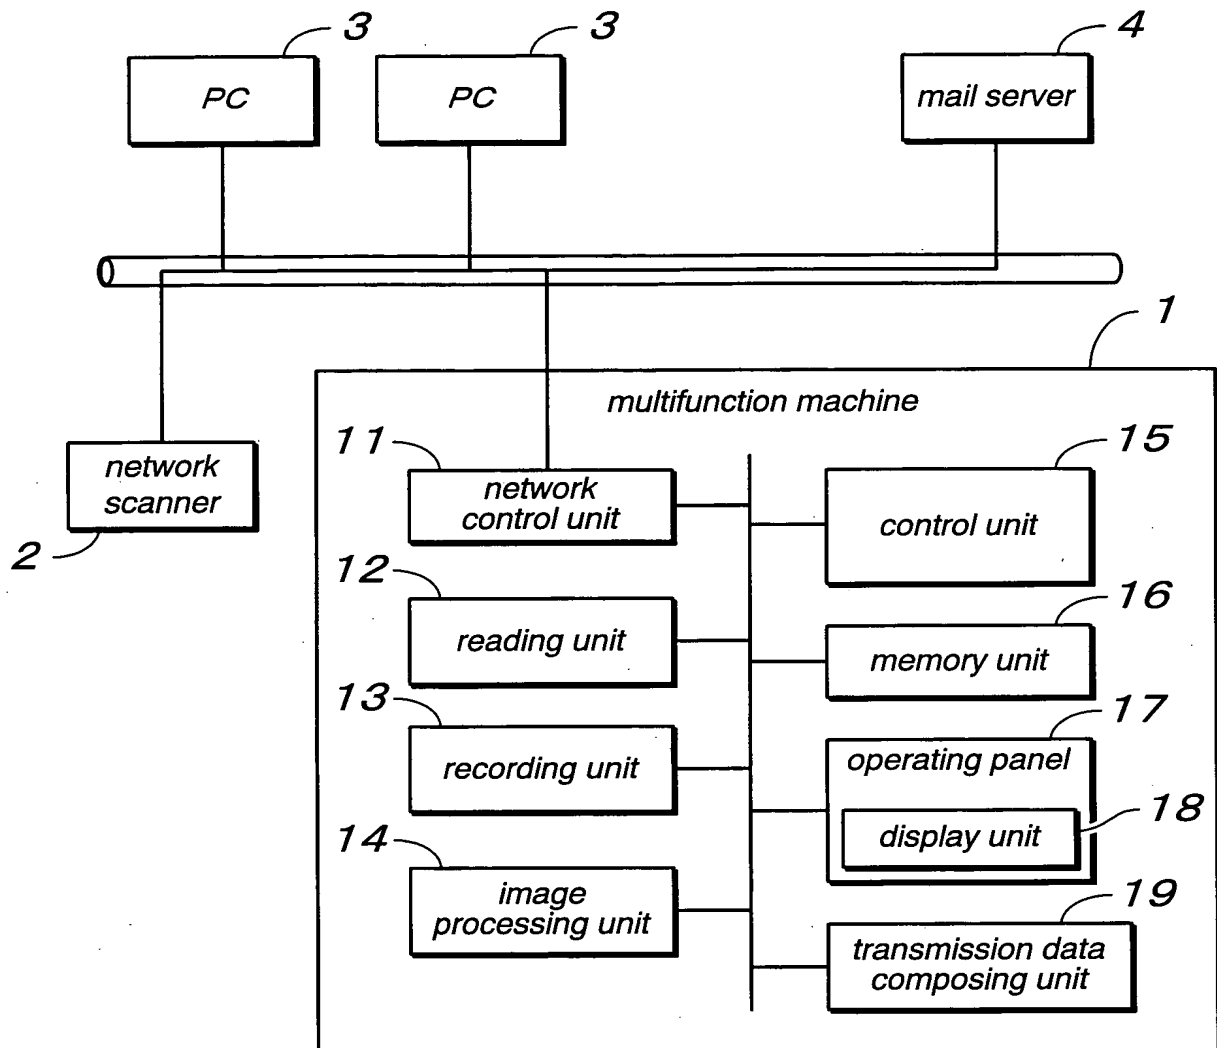 3
3
4
PC
PC
mail server
1
multifunction machine
11
15
network
control unit
control unit
network
scanner
2
12
16
reading unit
memory unit
13
17
recording unit
operating panel
18
display unit
14
image
processing unit
19
transmission data
composing unit